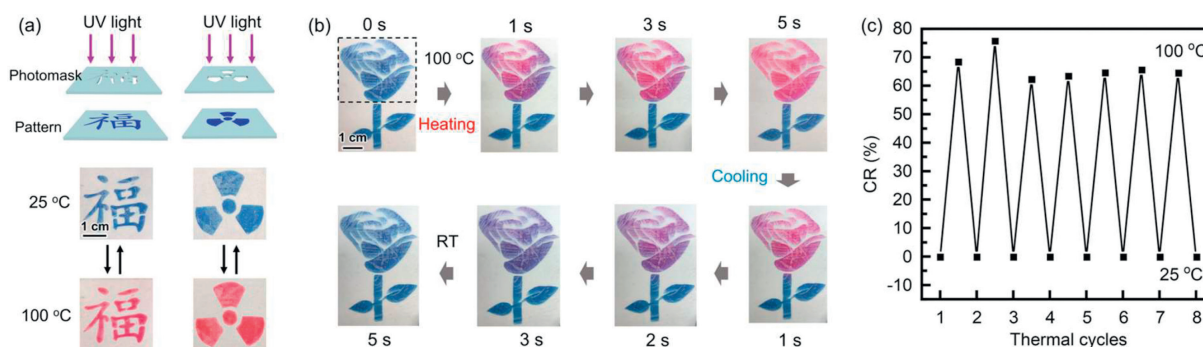 (a)
UV light UV light
Photomask
Pattern
福
25 °C
福
1 cm
100 °C
福
(b)
0 s 1 s 3 s 5 s
100 °C
Heating
1 cm
Cooling
RT
5 s 3 s 2 s 1 s
(c)
80
70
60
50
40
30
20
10
0
-10
CR (%)
100 °C
25 °C
1 2 3 4 5 6 7 8
Thermal cycles